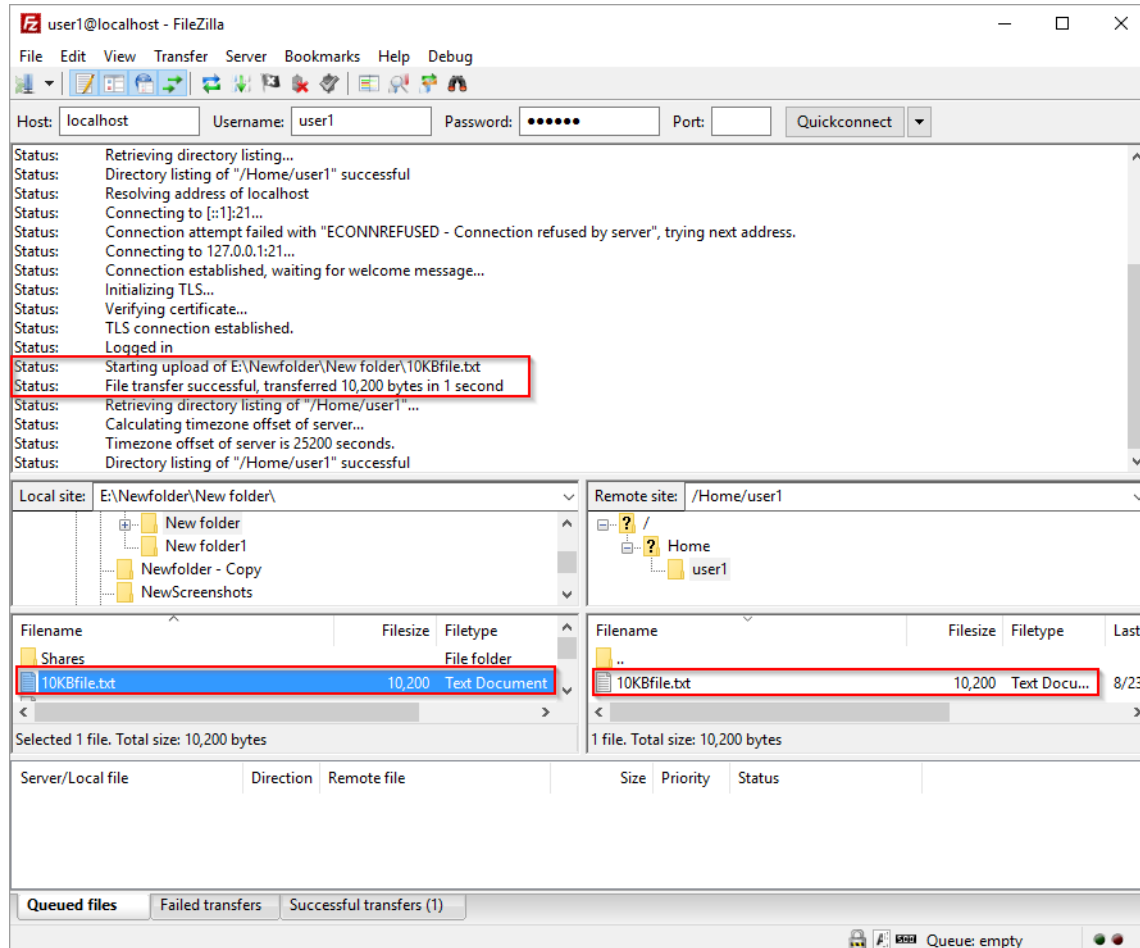 user1@localhost - FileZilla
File Edit View Transfer Server Bookmarks Help Debug
Host: localhost Username: user1 Password: ●●●●●● Port: Quickconnect
Status: Retrieving directory listing...
Status: Directory listing of "/Home/user1" successful
Status: Resolving address of localhost
Status: Connecting to [::1]:21...
Status: Connection attempt failed with "ECONNREFUSED - Connection refused by server", trying next address.
Status: Connecting to 127.0.0.1:21...
Status: Connection established, waiting for welcome message...
Status: Initializing TLS...
Status: Verifying certificate...
Status: TLS connection established.
Status: Logged in
Status: Starting upload of E:\Newfolder\New folder\10KBfile.txt
Status: File transfer successful, transferred 10,200 bytes in 1 second
Status: Retrieving directory listing of "/Home/user1"...
Status: Calculating timezone offset of server...
Status: Timezone offset of server is 25200 seconds.
Status: Directory listing of "/Home/user1" successful
Local site: E:\Newfolder\New folder\
New folder
New folder1
Newfolder - Copy
NewScreenshots
Remote site: /Home/user1
/
Home
user1
Filename Filesize Filetype
Shares File folder
10KBfile.txt 10,200 Text Document
Selected 1 file. Total size: 10,200 bytes
Filename Filesize Filetype Last
..
10KBfile.txt 10,200 Text Docu... 8/23
1 file. Total size: 10,200 bytes
Server/Local file Direction Remote file Size Priority Status
Queued files Failed transfers Successful transfers (1)
Queue: empty